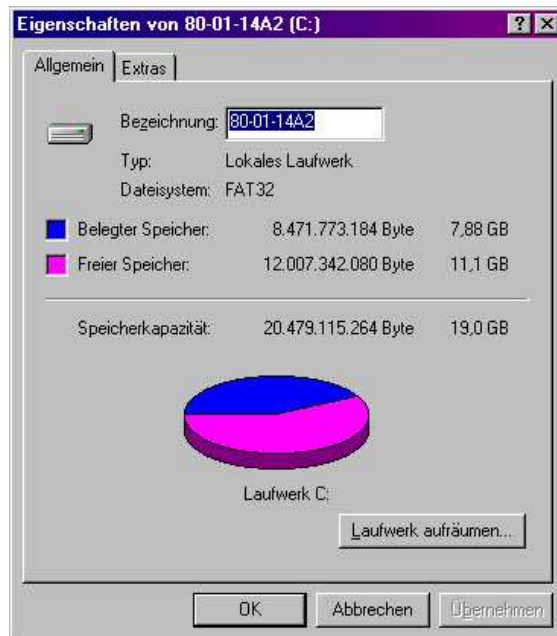 Eigenschaften von 80-01-14A2 (C:)
Allgemein Extras
Bezeichnung: 80-01-14A2
Typ: Lokales Laufwerk
Dateisystem: FAT32
Belegter Speicher: 8.471.773.184 Byte 7,88 GB
Freier Speicher: 12.007.342.080 Byte 11,1 GB
Speicherkapazität: 20.479.115.264 Byte 19,0 GB
Laufwerk C:
Laufwerk aufräumen...
OK Abbrechen Übernehmen